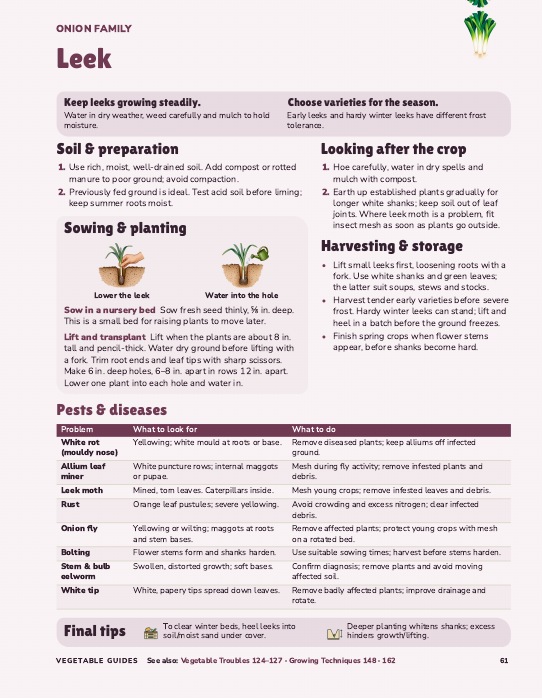 ONION FAMILY
Leek
Keep leeks growing steadily.
Water in dry weather, weed carefully and mulch to hold
moisture.
Choose varieties for the season.
Early leeks and hardy winter leeks have different frost
tolerance.
Soil & preparation
1. Use rich, moist, well-drained soil. Add compost or rotted
manure to poor ground; avoid compaction.
2. Previously fed ground is ideal. Test acid soil before liming;
keep summer roots moist.
Sowing & planting
Lower the leek
Water into the hole
Sow in a nursery bed Sow fresh seed thinly, ⅝ in. deep.
This is a small bed for raising plants to move later.
Lift and transplant Lift when the plants are about 8 in.
tall and pencil-thick. Water dry ground before lifting with
a fork. Trim root ends and leaf tips with sharp scissors.
Make 6 in. deep holes, 6–8 in. apart in rows 12 in. apart.
Lower one plant into each hole and water in.
Looking after the crop
1. Hoe carefully, water in dry spells and
mulch with compost.
2. Earth up established plants gradually for
longer white shanks; keep soil out of leaf
joints. Where leek moth is a problem, fit
insect mesh as soon as plants go outside.
Harvesting & storage
• Lift small leeks first, loosening roots with a
fork. Use white shanks and green leaves;
the latter suit soups, stews and stocks.
• Harvest tender early varieties before severe
frost. Hardy winter leeks can stand; lift and
heel in a batch before the ground freezes.
• Finish spring crops when flower stems
appear, before shanks become hard.
Pests & diseases
Problem What to look for What to do
White rot Yellowing; white mould at roots or base. Remove diseased plants; keep alliums off infected
(mouldy nose) ground.
Allium leaf White puncture rows; internal maggots Mesh during fly activity; remove infested plants and
miner or pupae. debris.
Leek moth Mined, torn leaves. Caterpillars inside. Mesh young crops; remove infested leaves and debris.
Rust Orange leaf pustules; severe yellowing. Avoid crowding and excess nitrogen; clear infected
debris.
Onion fly Yellowing or wilting; maggots at roots Remove affected plants; protect young crops with mesh
and stem bases. on a rotated bed.
Bolting Flower stems form and shanks harden. Use suitable sowing times; harvest before stems harden.
Stem & bulb Swollen, distorted growth; soft bases. Confirm diagnosis; remove plants and avoid moving
eelworm affected soil.
White tip White, papery tips spread down leaves. Remove badly affected plants; improve drainage and
rotate.
Final tips
To clear winter beds, heel leeks into
soil/moist sand under cover.
Deeper planting whitens shanks; excess
hinders growth/lifting.
VEGETABLE GUIDES See also: Vegetable Troubles 124–127 · Growing Techniques 148 - 162 61